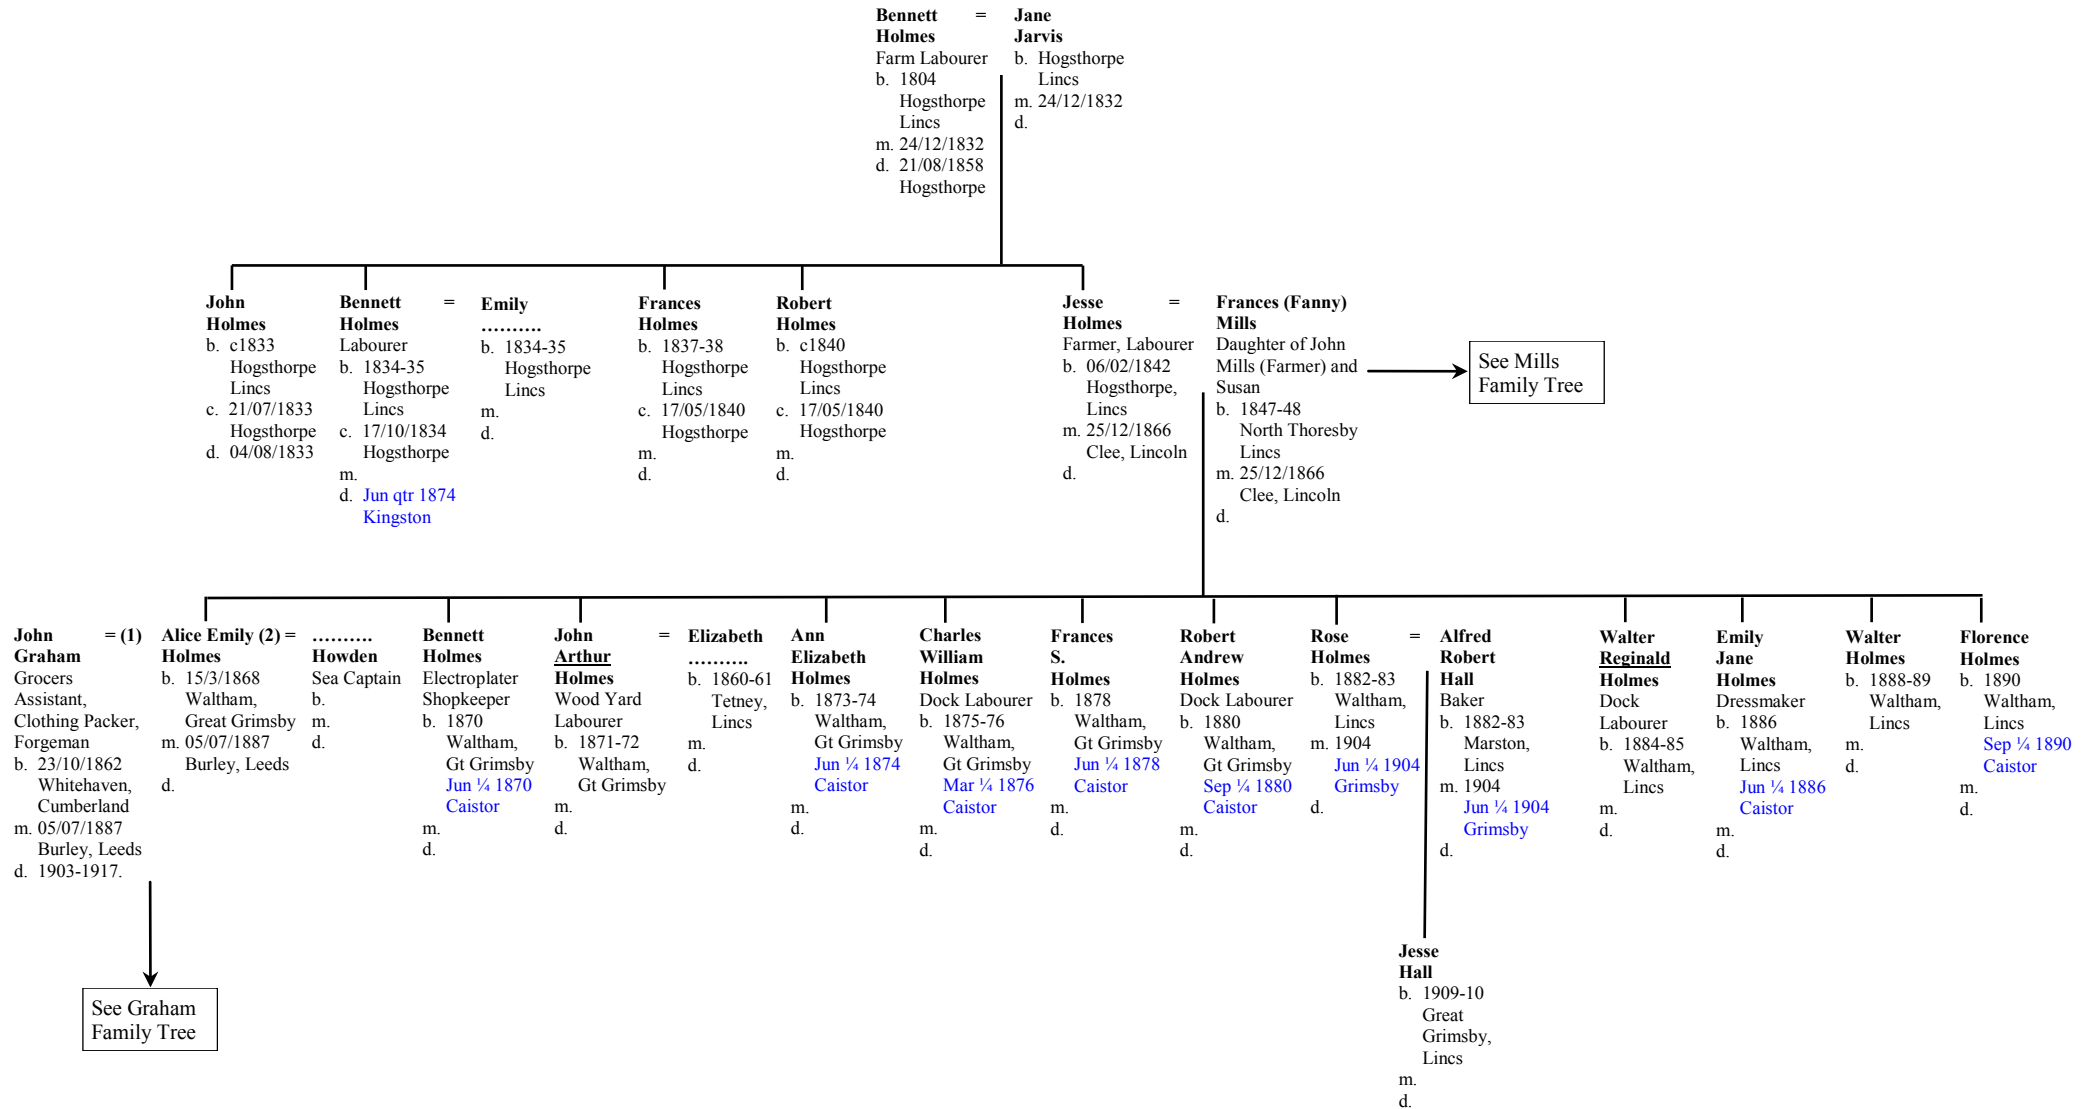 Bennett =
Holmes
Farm Labourer
b. 1804
Hogsthorpe
Lincs
m. 24/12/1832
d. 21/08/1858
Hogsthorpe
Jane
Jarvis
b. Hogsthorpe
Lincs
m. 24/12/1832
d.
John
Holmes
b. c1833
Hogsthorpe
Lincs
c. 21/07/1833
Hogsthorpe
d. 04/08/1833
Bennett =
Holmes
Labourer
b. 1834-35
Hogsthorpe
Lincs
c. 17/10/1834
Hogsthorpe
m.
d. Jun qtr 1874
Kingston
Emily
……….
b. 1834-35
Hogsthorpe
Lincs
m.
d.
Frances
Holmes
b. 1837-38
Hogsthorpe
Lincs
c. 17/05/1840
Hogsthorpe
m.
d.
Robert
Holmes
b. c1840
Hogsthorpe
Lincs
c. 17/05/1840
Hogsthorpe
m.
d.
Jesse =
Holmes
Farmer, Labourer
b. 06/02/1842
Hogsthorpe,
Lincs
m. 25/12/1866
Clee, Lincoln
d.
Frances (Fanny)
Mills
Daughter of John
Mills (Farmer) and
Susan
b. 1847-48
North Thoresby
Lincs
m. 25/12/1866
Clee, Lincoln
d.
See Mills
Family Tree
John = (1)
Graham
Grocers
Assistant,
Clothing Packer,
Forgeman
b. 23/10/1862
Whitehaven,
Cumberland
m. 05/07/1887
Burley, Leeds
d. 1903-1917.
Alice Emily (2) =
Holmes
b. 15/3/1868
Waltham,
Great Grimsby
m. 05/07/1887
Burley, Leeds
d.
……….
Howden
Sea Captain
b.
m.
d.
Bennett
Holmes
Electroplater
Shopkeeper
b. 1870
Waltham,
Gt Grimsby
Jun ¼ 1870
Caistor
m.
d.
John =
Arthur
Holmes
Wood Yard
Labourer
b. 1871-72
Waltham,
Gt Grimsby
m.
d.
Elizabeth
……….
b. 1860-61
Tetney,
Lincs
m.
d.
Ann
Elizabeth
Holmes
b. 1873-74
Waltham,
Gt Grimsby
Jun ¼ 1874
Caistor
m.
d.
Charles
William
Holmes
Dock Labourer
b. 1875-76
Waltham,
Gt Grimsby
Mar ¼ 1876
Caistor
m.
d.
Frances
S.
Holmes
b. 1878
Waltham,
Gt Grimsby
Jun ¼ 1878
Caistor
m.
d.
Robert
Andrew
Holmes
Dock Labourer
b. 1880
Waltham,
Gt Grimsby
Sep ¼ 1880
Caistor
m.
d.
Rose =
Holmes
b. 1882-83
Waltham,
Lincs
m. 1904
Jun ¼ 1904
Grimsby
d.
Alfred
Robert
Hall
Baker
b. 1882-83
Marston,
Lincs
m. 1904
Jun ¼ 1904
Grimsby
d.
Walter
Reginald
Holmes
Dock
Labourer
b. 1884-85
Waltham,
Lincs
m.
d.
Emily
Jane
Holmes
Dressmaker
b. 1886
Waltham,
Lincs
Jun ¼ 1886
Caistor
m.
d.
Walter
Holmes
b. 1888-89
Waltham,
Lincs
m.
d.
Florence
Holmes
b. 1890
Waltham,
Lincs
Sep ¼ 1890
Caistor
m.
d.
See Graham
Family Tree
Jesse
Hall
b. 1909-10
Great
Grimsby,
Lincs
m.
d.